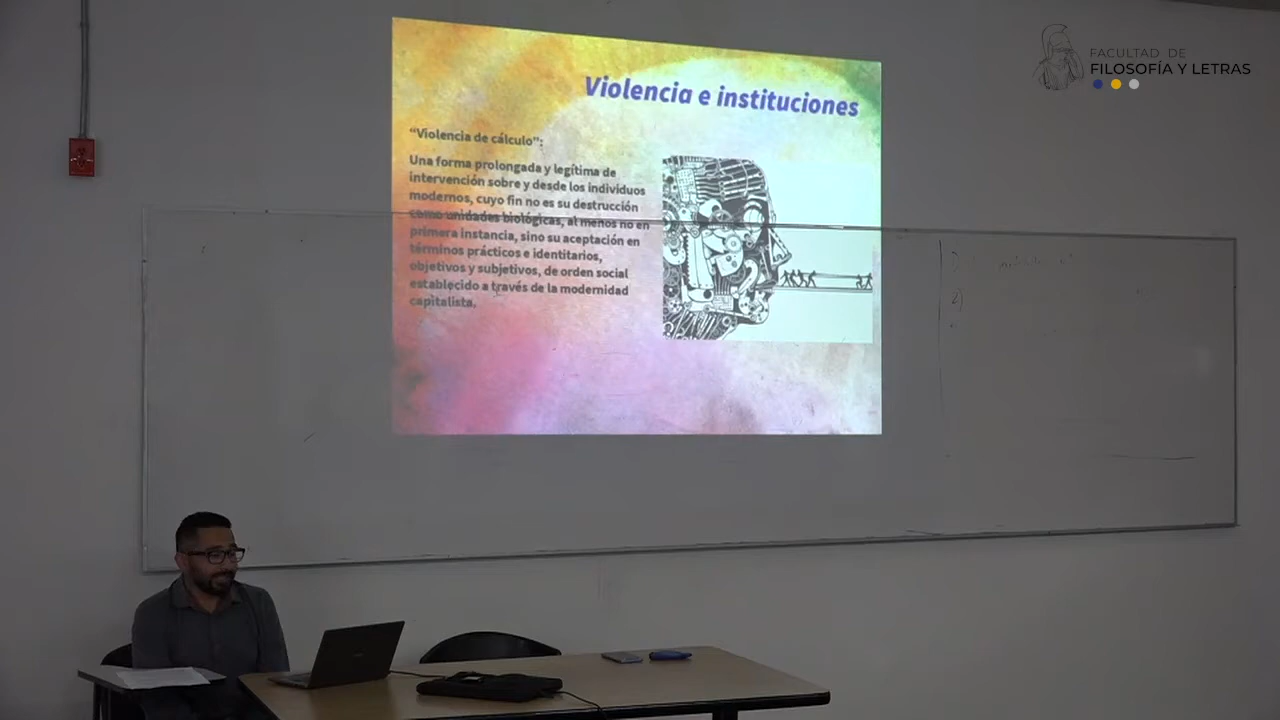 FACULTAD DE
FILOSOFÍA Y LETRAS
Violencia e instituciones
“Violencia de cálculo”:
Una forma prolongada y legítima de
intervención sobre y desde los individuos
modernos, cuyo fin no es su destrucción
como unidades biológicas, al menos no en
primera instancia, sino su aceptación en
términos prácticos e identitarios,
objetivos y subjetivos, de orden social
establecido a través de la modernidad
capitalista.
2)